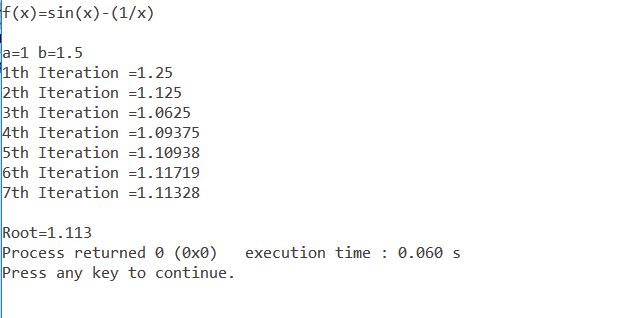 f(x)=sin(x)-(1/x)
a=1 b=1.5
1th Iteration =1.25
2th Iteration =1.125
3th Iteration =1.0625
4th Iteration =1.09375
5th Iteration =1.10938
6th Iteration =1.11719
7th Iteration =1.11328
Root=1.113
Process returned 0 (0x0)   execution time : 0.060 s
Press any key to continue.